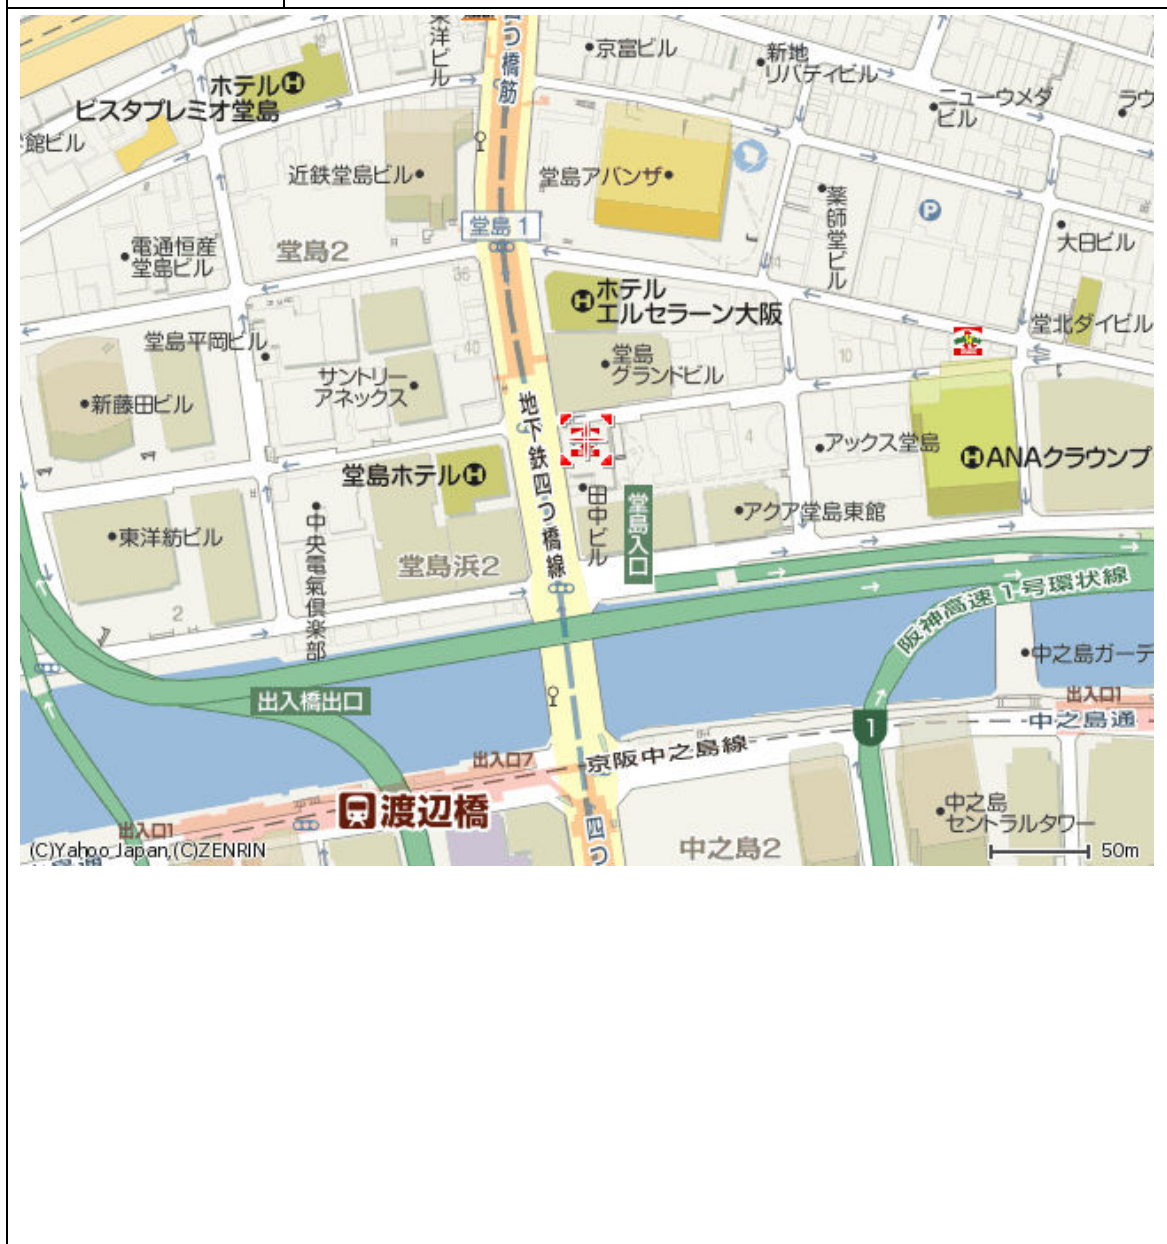 四つ橋筋
京富ビル
新地
リバティビル
ニューウメダ
ビル
ホテル
ビスタプレミオ堂島
近鉄堂島ビル
堂島アバンザ
薬師堂ビル
P
大日ビル
堂島 1
電通恒産
堂島ビル
堂島2
36
ホテル
エルセラーン大阪
堂北ダイビル
堂島平岡ビル
40
堂島
グランドビル
10
サントリー
アネックス
新藤田ビル
地下鉄四つ橋線
4
アックス堂島
ANAクラウンプ
堂島ホテル
田中ビル
堂島入口
アクア堂島東館
東洋紡ビル
中央電氣倶楽部
堂島浜2
2
阪神高速1号環状線
中之島ガーデ
出入橋出口
出入口1
1
中之島通
京阪中之島線
出入口7
渡辺橋
出入口1
中之島
セントラルタワー
四つ
中之島2
(C)Yahoo Japan,(C)ZENRIN
50m